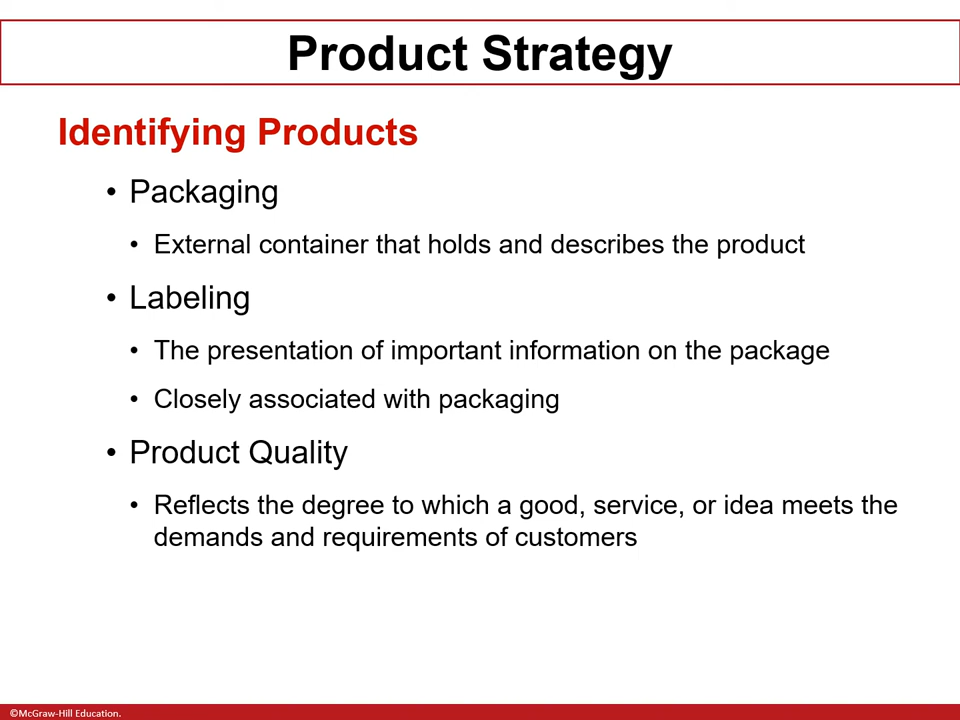 Product Strategy
Identifying Products
• Packaging
• External container that holds and describes the product
• Labeling
• The presentation of important information on the package
• Closely associated with packaging
• Product Quality
• Reflects the degree to which a good, service, or idea meets the
demands and requirements of customers
©McGraw-Hill Education.